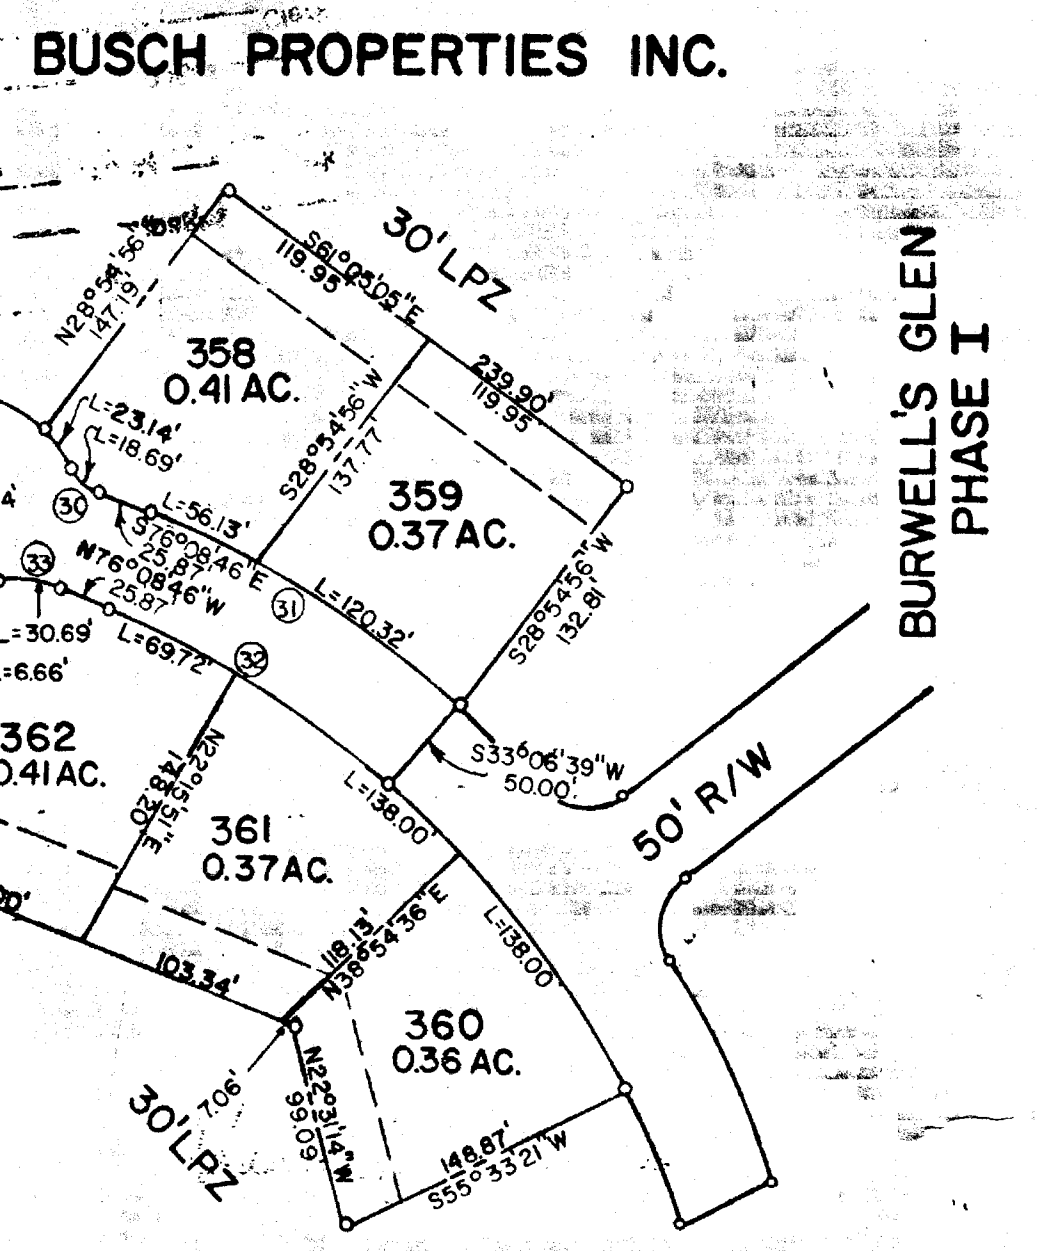 BUSCH PROPERTIES INC.
30' LPZ
S61°05'05"E
119.95'
239.90'
119.95'
N28°54'56"
147.19'
358
0.41 AC.
S28°54'56"W
137.77'
359
0.37 AC.
S28°54'56"W
132.81'
L=23.14'
L=18.69'
30
L=56.13'
S76°08'46"E
25.87'
N76°08'46"W
25.87'
33
31
L=120.32'
L=30.69'
L=69.72'
32
=6.66'
4'
BURWELL'S GLEN
PHASE I
S33°06'39"W
50.00'
50' R/W
362
0.41 AC.
N22°15'51"E
148.20'
361
0.37 AC.
L=138.00'
118.13'
N38°54'36"E
L=138.00'
103.34'
360
0.36 AC.
7.06'
30' LPZ
N22°31'14"W
99.09'
148.87'
S55°33'21"W